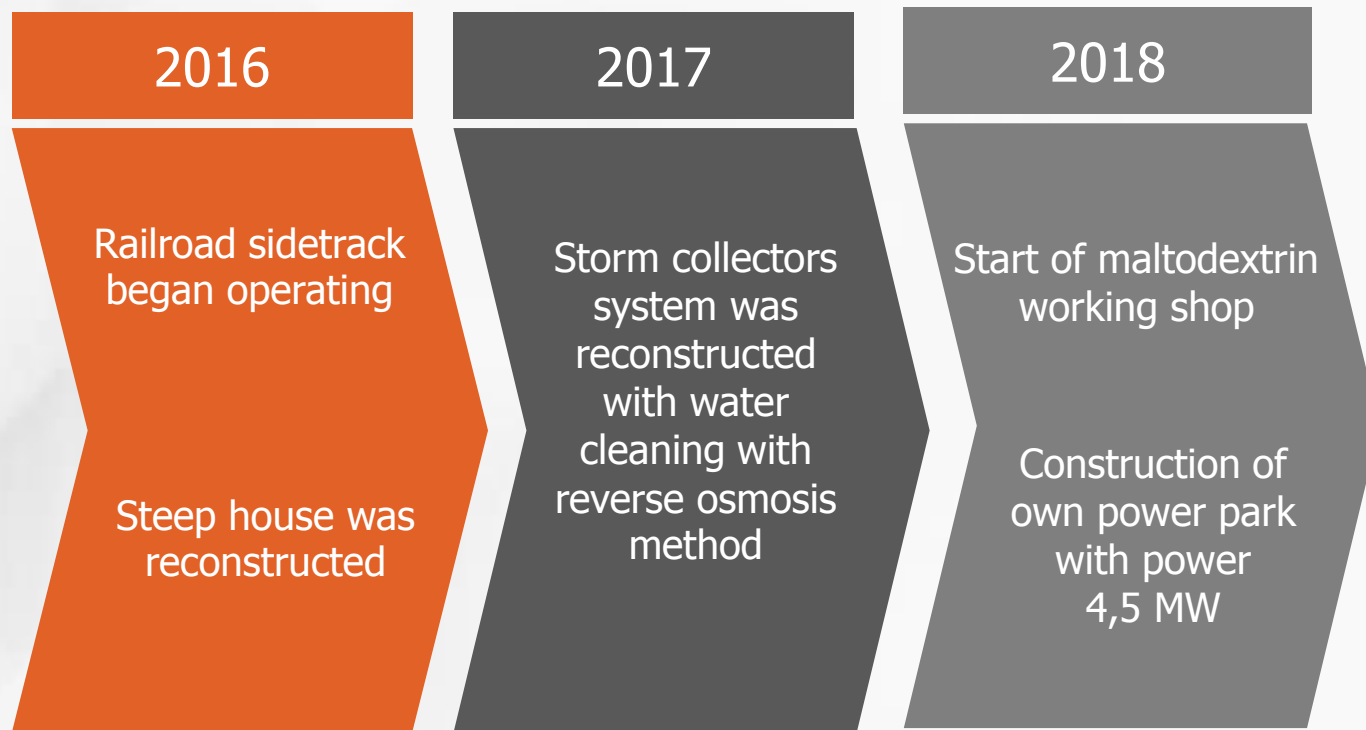 2016
Railroad sidetrack
began operating
Steep house was
reconstructed
2017
Storm collectors
system was
reconstructed
with water
cleaning with
reverse osmosis
method
2018
Start of maltodextrin
working shop
Construction of
own power park
with power
4,5 MW